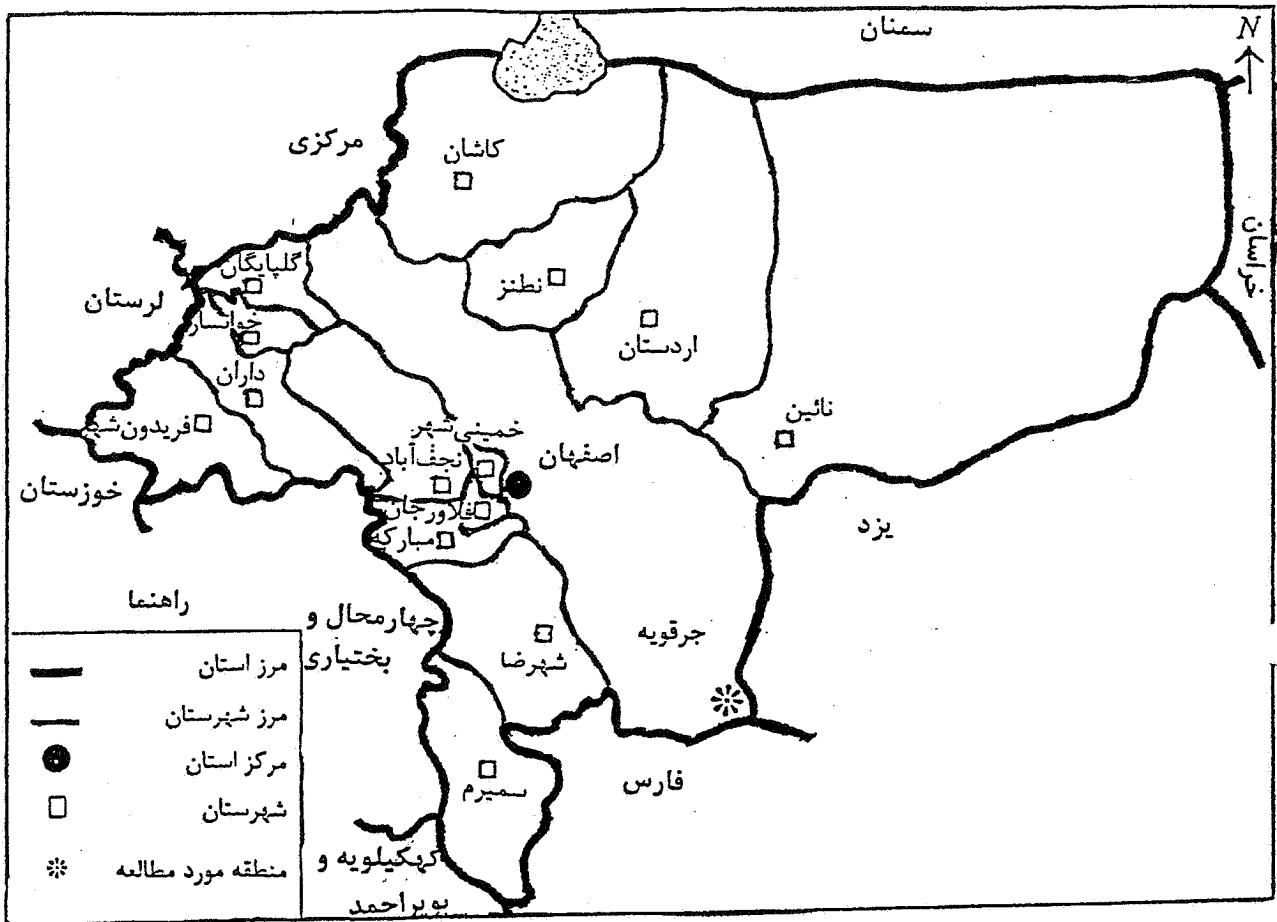 سمنان
N
مرکزی
کاشان
خراسان
گلپایگان
نطنز
لرستان
خوانسار
اردستان
داران
نائین
فریدون‌شهر
خمینی‌شهر
اصفهان
نجف‌آباد
خوزستان
فلاورجان
یزد
مبارکه
چهارمحال و
بختیاری
جرقویه
شهرضا
سمیرم
فارس
کهکیلویه و
بویراحمد
راهنما
مرز استان
مرز شهرستان
مرکز استان
شهرستان
منطقه مورد مطالعه